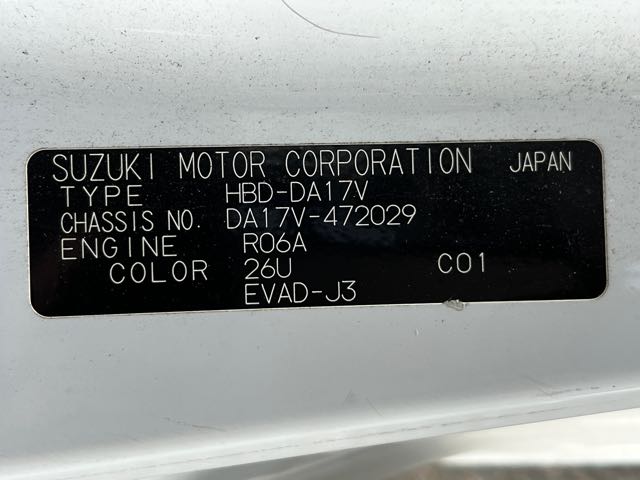 SUZUKI MOTOR CORPORATION JAPAN
TYPE HBD-DA17V
CHASSIS NO. DA17V-472029
ENGINE R06A
COLOR 26U C01
EVAD-J3